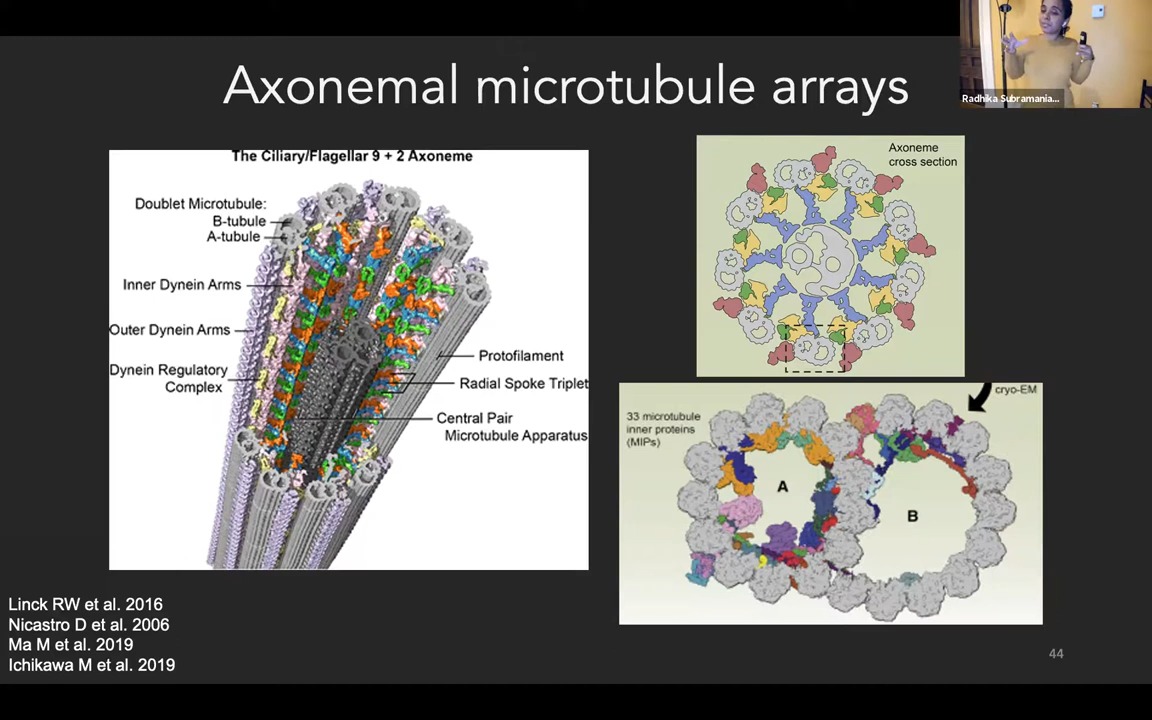 Axonemal microtubule arrays
Radhika Subramania...
The Ciliary/Flagellar 9 + 2 Axoneme
Doublet Microtubule:
B-tubule
A-tubule
Inner Dynein Arms
Outer Dynein Arms
Dynein Regulatory
Complex
Protofilament
Radial Spoke Triplet
Central Pair
Microtubule Apparatus
Axoneme
cross section
cryo-EM
33 microtubule
inner proteins
(MIPs)
A
B
Linck RW et al. 2016
Nicastro D et al. 2006
Ma M et al. 2019
Ichikawa M et al. 2019
44